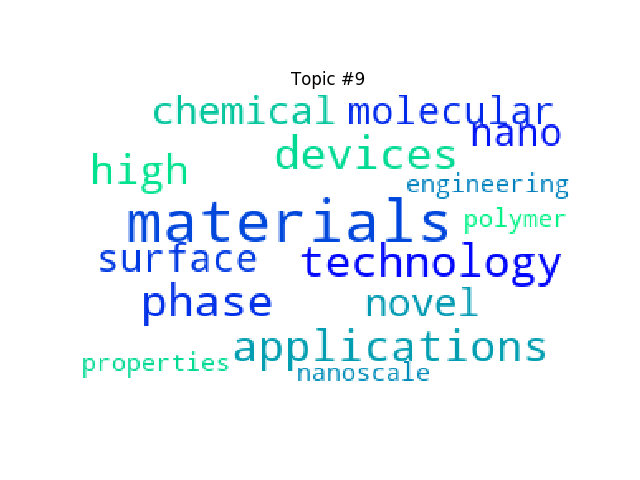 Topic #9
chemical molecular
nano
devices
high
engineering
materials polymer
surface technology
phase novel
applications
properties nanoscale